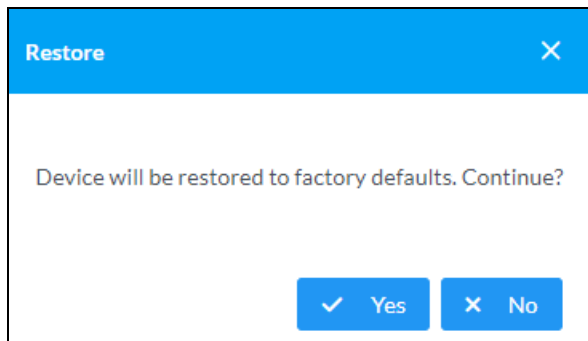 Restore
Device will be restored to factory defaults. Continue?
Yes No